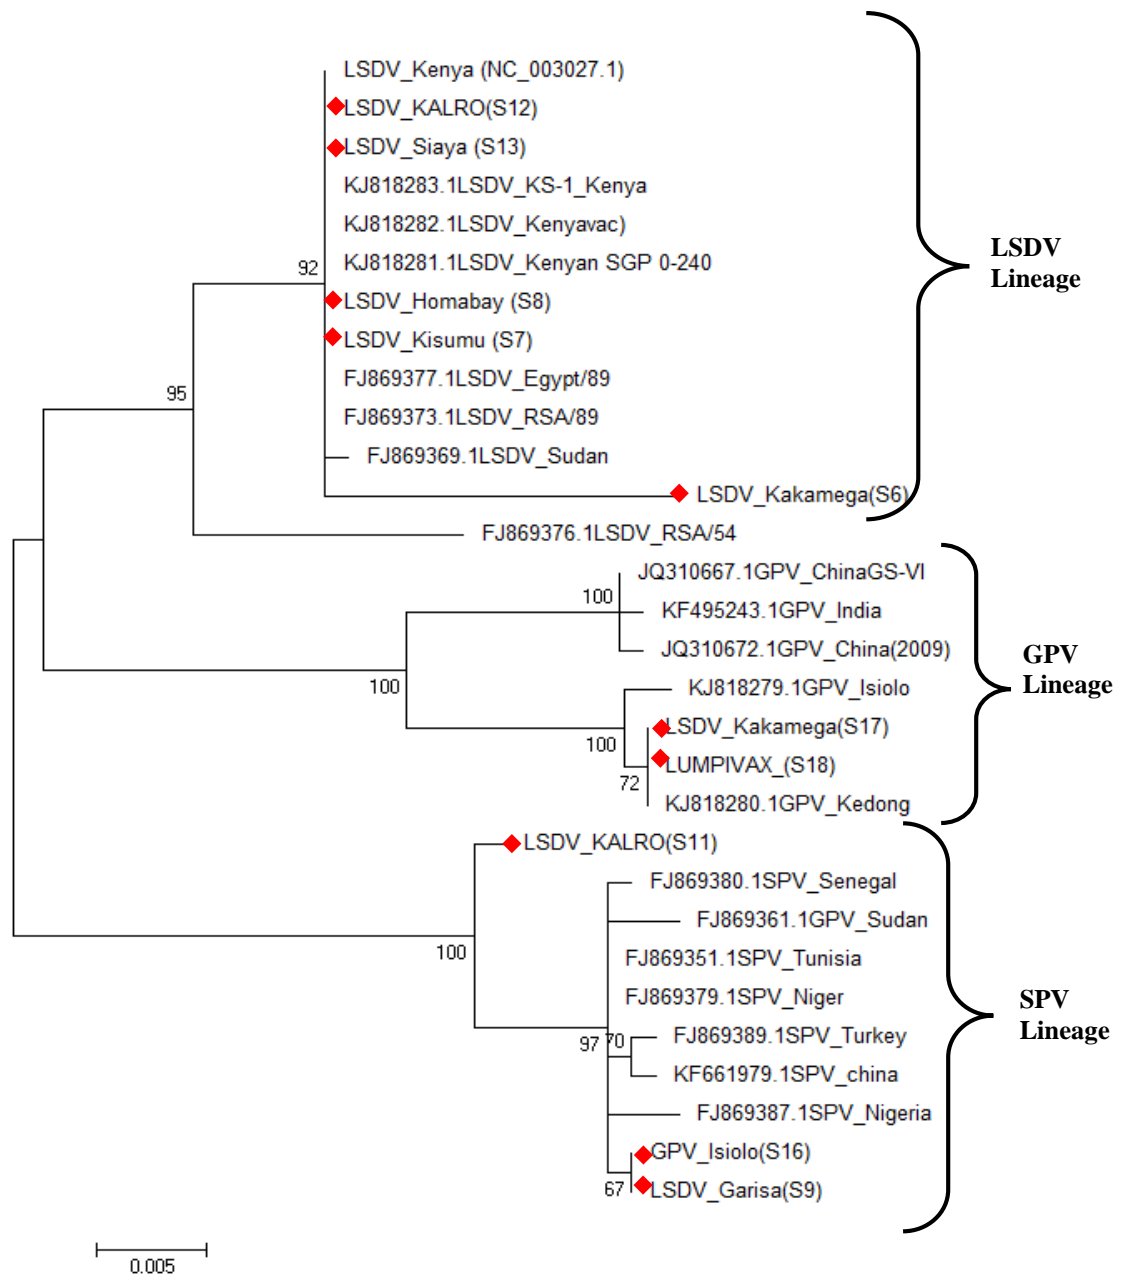 LSDV_Kenya (NC_003027.1)
LSDV_KALRO(S12)
LSDV_Siaya (S13)
KJ818283.1LSDV_KS-1_Kenya
KJ818282.1LSDV_Kenyavac)
KJ818281.1LSDV_Kenyan SGP 0-240
92
LSDV_Homabay (S8)
LSDV_Kisumu (S7)
FJ869377.1LSDV_Egypt/89
95
FJ869373.1LSDV_RSA/89
FJ869369.1LSDV_Sudan
LSDV_Kakamega(S6)
FJ869376.1LSDV_RSA/54
LSDV
Lineage
JQ310667.1GPV_ChinaGS-VI
100
KF495243.1GPV_India
JQ310672.1GPV_China(2009)
100
KJ818279.1GPV_Isiolo
LSDV_Kakamega(S17)
100
LUMPIVAX_(S18)
72
KJ818280.1GPV_Kedong
GPV
Lineage
LSDV_KALRO(S11)
FJ869380.1SPV_Senegal
FJ869361.1GPV_Sudan
100
FJ869351.1SPV_Tunisia
FJ869379.1SPV_Niger
FJ869389.1SPV_Turkey
97 70
KF661979.1SPV_china
FJ869387.1SPV_Nigeria
GPV_Isiolo(S16)
67
LSDV_Garisa(S9)
SPV
Lineage
0.005